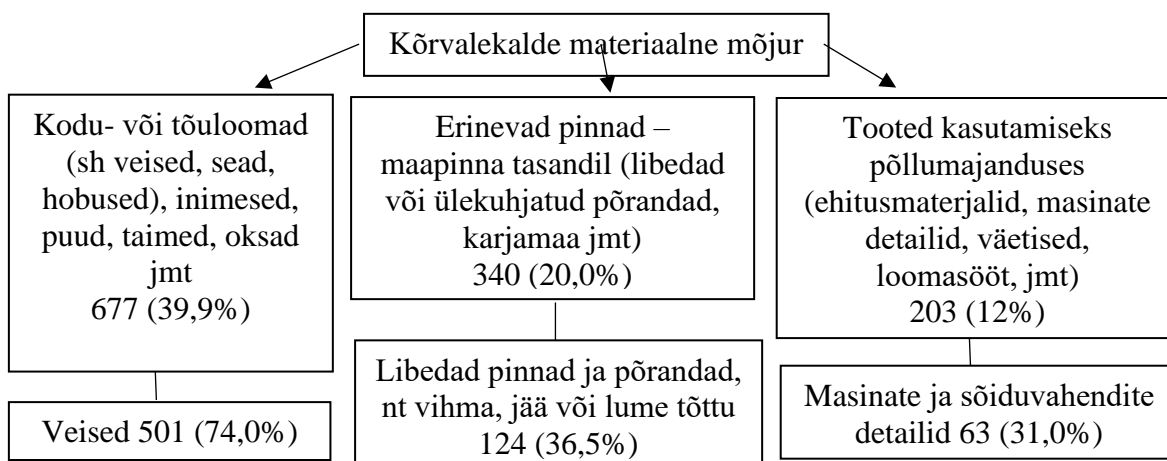 Kõrvalekalde materiaalne mõjur
Kodu- või tõuloomad
(sh veised, sead,
hobused), inimesed,
puud, taimed, oksad
jmt
677 (39,9%)
Erinevad pinnad –
maapinna tasandil (libedad
või ülekuhjatud põrandad,
karjamaa jmt)
340 (20,0%)
Tooted kasutamiseks
põllumajanduses
(ehitusmaterjalid, masinate
detailid, väetised,
loomasööt, jmt)
203 (12%)
Veised 501 (74,0%)
Libedad pinnad ja põrandad,
nt vihma, jää või lume tõttu
124 (36,5%)
Masinate ja sõiduvahendite
detailid 63 (31,0%)